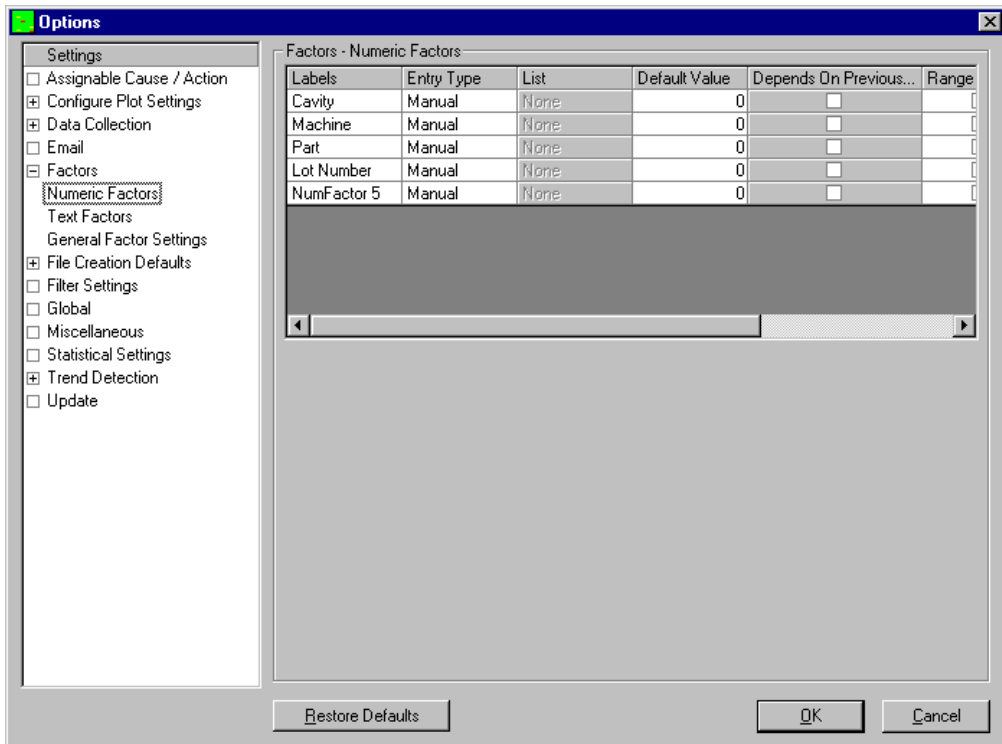 Options
Settings
Assignable Cause / Action
Configure Plot Settings
Data Collection
Email
Factors
Numeric Factors
Text Factors
General Factor Settings
File Creation Defaults
Filter Settings
Global
Miscellaneous
Statistical Settings
Trend Detection
Update
Factors - Numeric Factors
Labels Entry Type List Default Value Depends On Previous... Range
Cavity Manual None 0
Machine Manual None 0
Part Manual None 0
Lot Number Manual None 0
NumFactor 5 Manual None 0
Restore Defaults OK Cancel